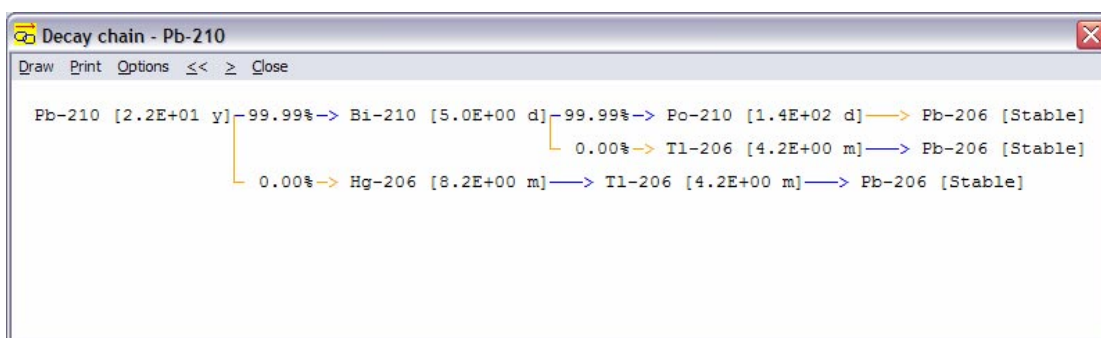 Decay chain - Pb-210
Draw Print Options << > Close
Pb-210 [2.2E+01 y] 99.99%-> Bi-210 [5.0E+00 d] 99.99%-> Po-210 [1.4E+02 d] -> Pb-206 [Stable]
0.00%-> Tl-206 [4.2E+00 m] -> Pb-206 [Stable]
0.00%-> Hg-206 [8.2E+00 m] -> Tl-206 [4.2E+00 m] -> Pb-206 [Stable]